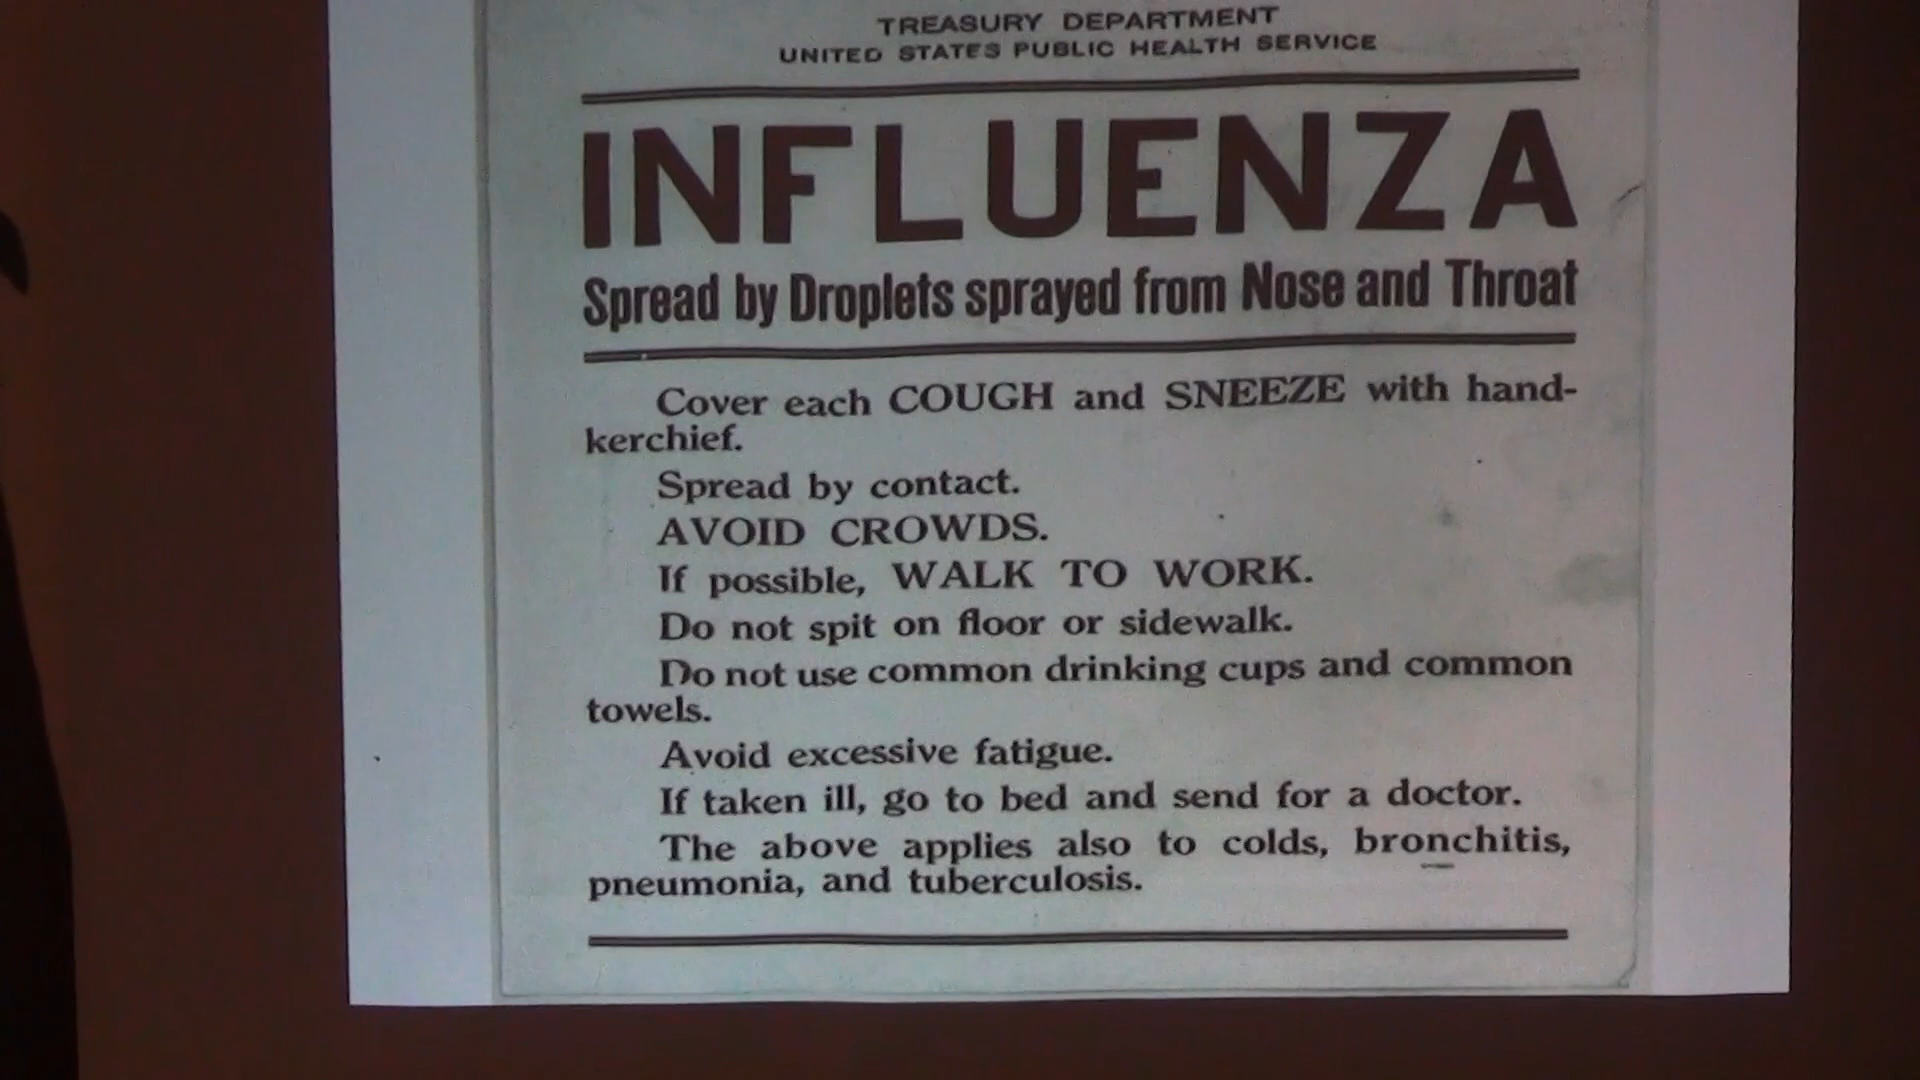 TREASURY DEPARTMENT
UNITED STATES PUBLIC HEALTH SERVICE
INFLUENZA
Spread by Droplets sprayed from Nose and Throat
Cover each COUGH and SNEEZE with hand-
kerchief.
Spread by contact.
AVOID CROWDS.
If possible, WALK TO WORK.
Do not spit on floor or sidewalk.
Do not use common drinking cups and common
towels.
Avoid excessive fatigue.
If taken ill, go to bed and send for a doctor.
The above applies also to colds, bronchitis,
pneumonia, and tuberculosis.